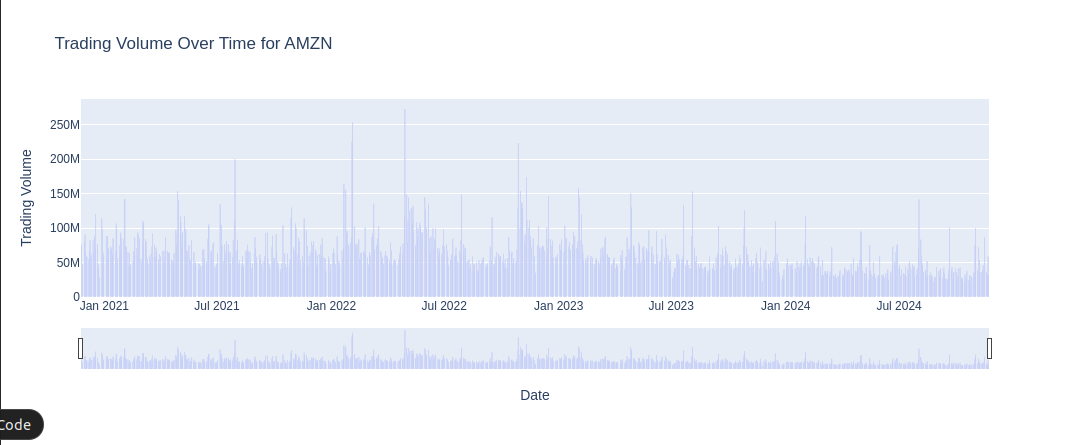 Trading Volume Over Time for AMZN
Trading Volume
250M
200M
150M
100M
50M
0
Jan 2021 Jul 2021 Jan 2022 Jul 2022 Jan 2023 Jul 2023 Jan 2024 Jul 2024
Date
Code